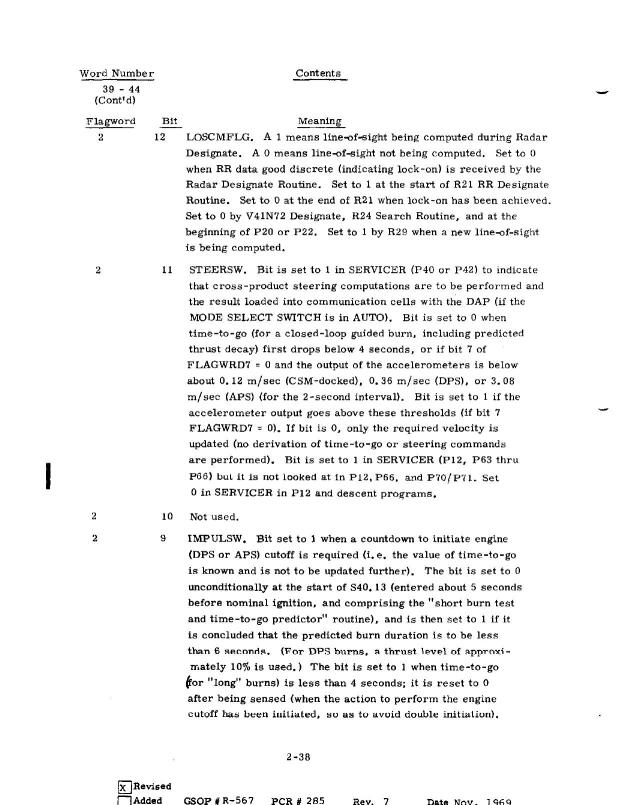 Word Number Contents
39 - 44
(Cont'd)
Flagword Bit Meaning
2 12 LOSCMFLG. A 1 means line-of-sight being computed during Radar
Designate. A 0 means line-of-sight not being computed. Set to 0
when RR data good discrete (indicating lock-on) is received by the
Radar Designate Routine. Set to 1 at the start of R21 RR Designate
Routine. Set to 0 at the end of R21 when lock-on has been achieved.
Set to 0 by V41N72 Designate, R24 Search Routine, and at the
beginning of P20 or P22. Set to 1 by R29 when a new line-of-sight
is being computed.
2 11 STEERSW. Bit is set to 1 in SERVICER (P40 or P42) to indicate
that cross-product steering computations are to be performed and
the result loaded into communication cells with the DAP (if the
MODE SELECT SWITCH is in AUTO). Bit is set to 0 when
time-to-go (for a closed-loop guided burn, including predicted
thrust decay) first drops below 4 seconds, or if bit 7 of
FLAGWRD7 = 0 and the output of the accelerometers is below
about 0.12 m/sec (CSM-docked), 0.36 m/sec (DPS), or 3.08
m/sec (APS) (for the 2-second interval). Bit is set to 1 if the
accelerometer output goes above these thresholds (if bit 7
FLAGWRD7 = 0). If bit is 0, only the required velocity is
updated (no derivation of time-to-go or steering commands
are performed). Bit is set to 1 in SERVICER (P12, P63 thru
P66) but it is not looked at in P12, P66, and P70/P71. Set
0 in SERVICER in P12 and descent programs.
2 10 Not used.
2 9 IMPULSW. Bit set to 1 when a countdown to initiate engine
(DPS or APS) cutoff is required (i.e. the value of time-to-go
is known and is not to be updated further). The bit is set to 0
unconditionally at the start of S40.13 (entered about 5 seconds
before nominal ignition, and comprising the "short burn test
and time-to-go predictor" routine), and is then set to 1 if it
is concluded that the predicted burn duration is to be less
than 6 seconds. (For DPS burns, a thrust level of approxi-
mately 10% is used.) The bit is set to 1 when time-to-go
(for "long" burns) is less than 4 seconds; it is reset to 0
after being sensed (when the action to perform the engine
cutoff has been initiated, so as to avoid double initiation).
2-38
X Revised
Added GSOP # R-567 PCR # 285 Rev. 7 Date Nov. 1969